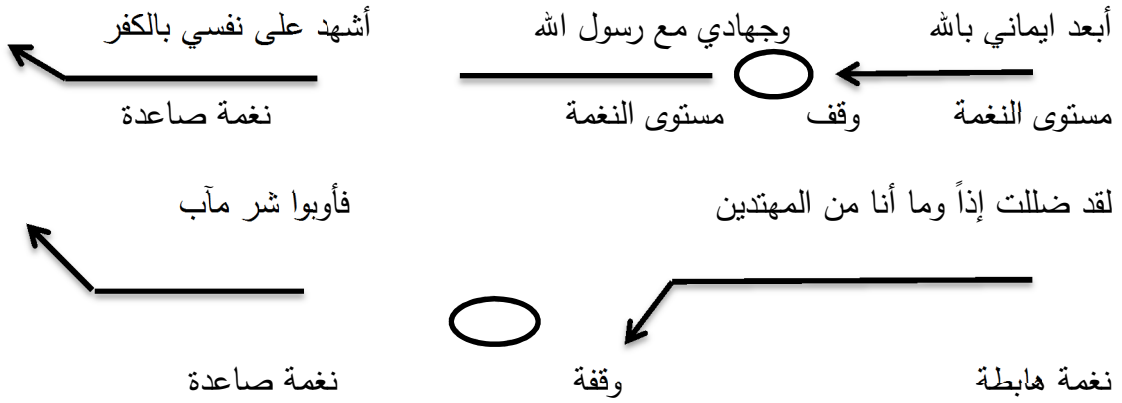 أبعد ايماني بالله وجهادي مع رسول الله أشهد على نفسي بالكفر
مستوى النغمة وقف مستوى النغمة نغمة صاعدة
لقد ضللت إذاً وما أنا من المهتدين فأوبوا شر مآب
نغمة هابطة وقفة نغمة صاعدة